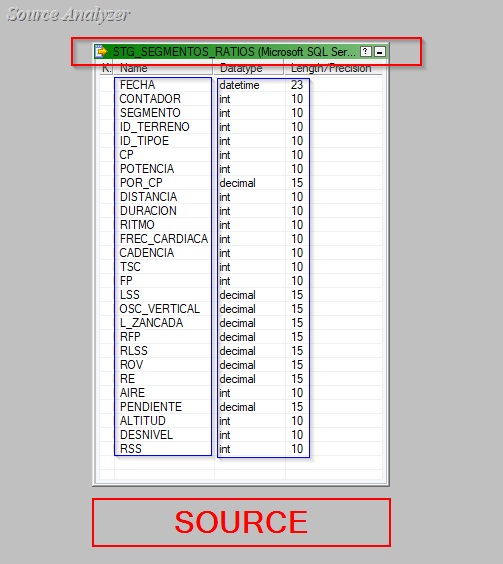 Source Analyzer
STG_SEGMENTOS_RATIOS (Microsoft SQL Ser...
K. Name Datatype Length/Precision
FECHA datetime 23
CONTADOR int 10
SEGMENTO int 10
ID_TERRENO int 10
ID_TIPOE int 10
CP int 10
POTENCIA int 10
POR_CP decimal 15
DISTANCIA int 10
DURACION int 10
RITMO int 10
FREC_CARDIACA int 10
CADENCIA int 10
TSC int 10
FP int 10
LSS decimal 15
OSC_VERTICAL decimal 15
L_ZANCADA decimal 15
RFP decimal 15
RLSS decimal 15
ROV decimal 15
RE decimal 15
AIRE int 10
PENDIENTE decimal 15
ALTITUD int 10
DESNIVEL int 10
RSS int 10
SOURCE